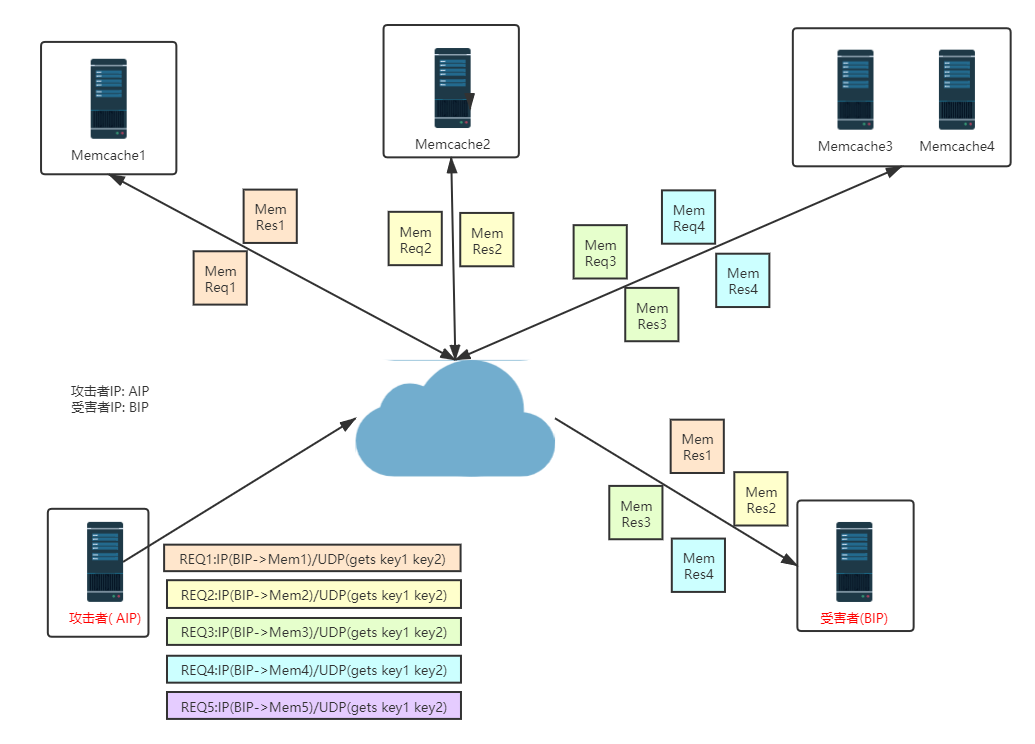 Memcache1
Memcache2
Memcache3
Memcache4
Mem
Res1
Mem
Req1
Mem
Req2
Mem
Res2
Mem
Req4
Mem
Req3
Mem
Res4
Mem
Res3
攻击者IP: AIP
受害者IP: BIP
Mem
Res1
Mem
Res2
Mem
Res3
Mem
Res4
攻击者( AIP)
受害者(BIP)
REQ1:IP(BIP->Mem1)/UDP(gets key1 key2)
REQ2:IP(BIP->Mem2)/UDP(gets key1 key2)
REQ3:IP(BIP->Mem3)/UDP(gets key1 key2)
REQ4:IP(BIP->Mem4)/UDP(gets key1 key2)
REQ5:IP(BIP->Mem5)/UDP(gets key1 key2)